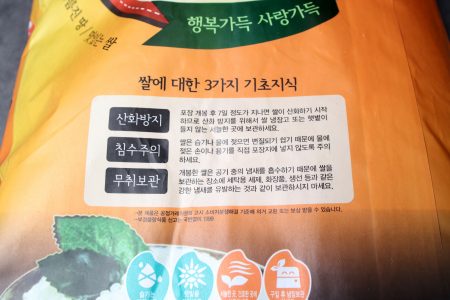 행복가득 사랑가득
쌀에 대한 3가지 기초지식
산화방지
포장 개봉 후 7일 정도가 지나면 쌀이 산화하기 시작
하므로 산화 방지를 위해서 쌀 냉장고 또는 햇볕이
들지 않는 서늘한 곳에 보관하세요.
침수주의
쌀은 습기나 물에 젖으면 변질되기 쉽기 때문에 물에
젖은 손이나 용기를 직접 포장지에 넣지 않도록 주의
하세요.
무취보관
개봉한 쌀은 공기 중의 냄새를 흡수하기 때문에 쌀을
보관하는 장소에 세탁용 세제, 화장품, 생선 등과 같은
강한 냄새를 유발하는 것과 같이 보관하지 마세요.